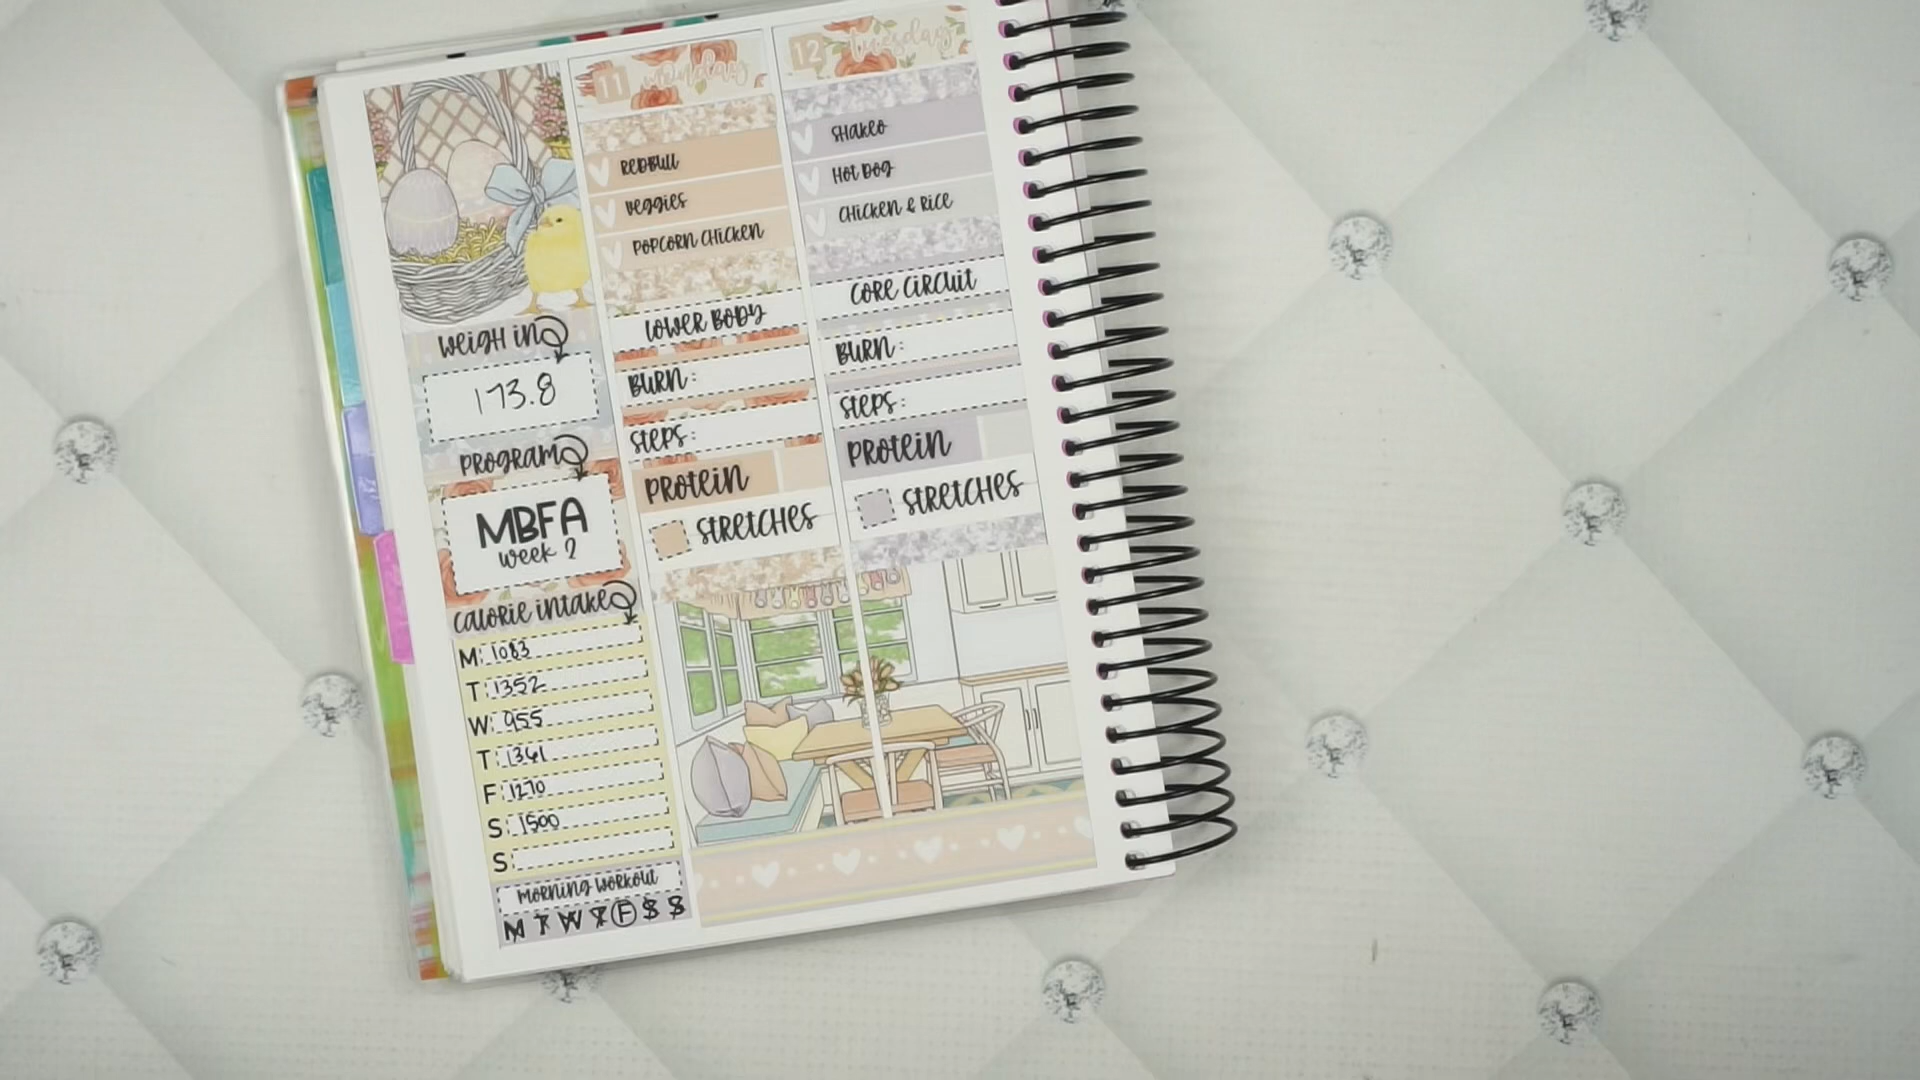 weigh in
173.8
program
MBFA
week 2
calorie intake
M: 1083
T: 1352
W: 955
T: 1361
F: 1270
S: 1500
S:
morning workout
M T W T F S S
11 monday
REDBULL
veggies
POPCORN CHICKEN
LOWER BODY
BURN:
STEPS:
PROTEIN
STRETCHES
12 tuesday
SHAKEO
HOT DOG
CHICKEN & RICE
CORE CIRCUIT
BURN:
STEPS:
PROTEIN
STRETCHES